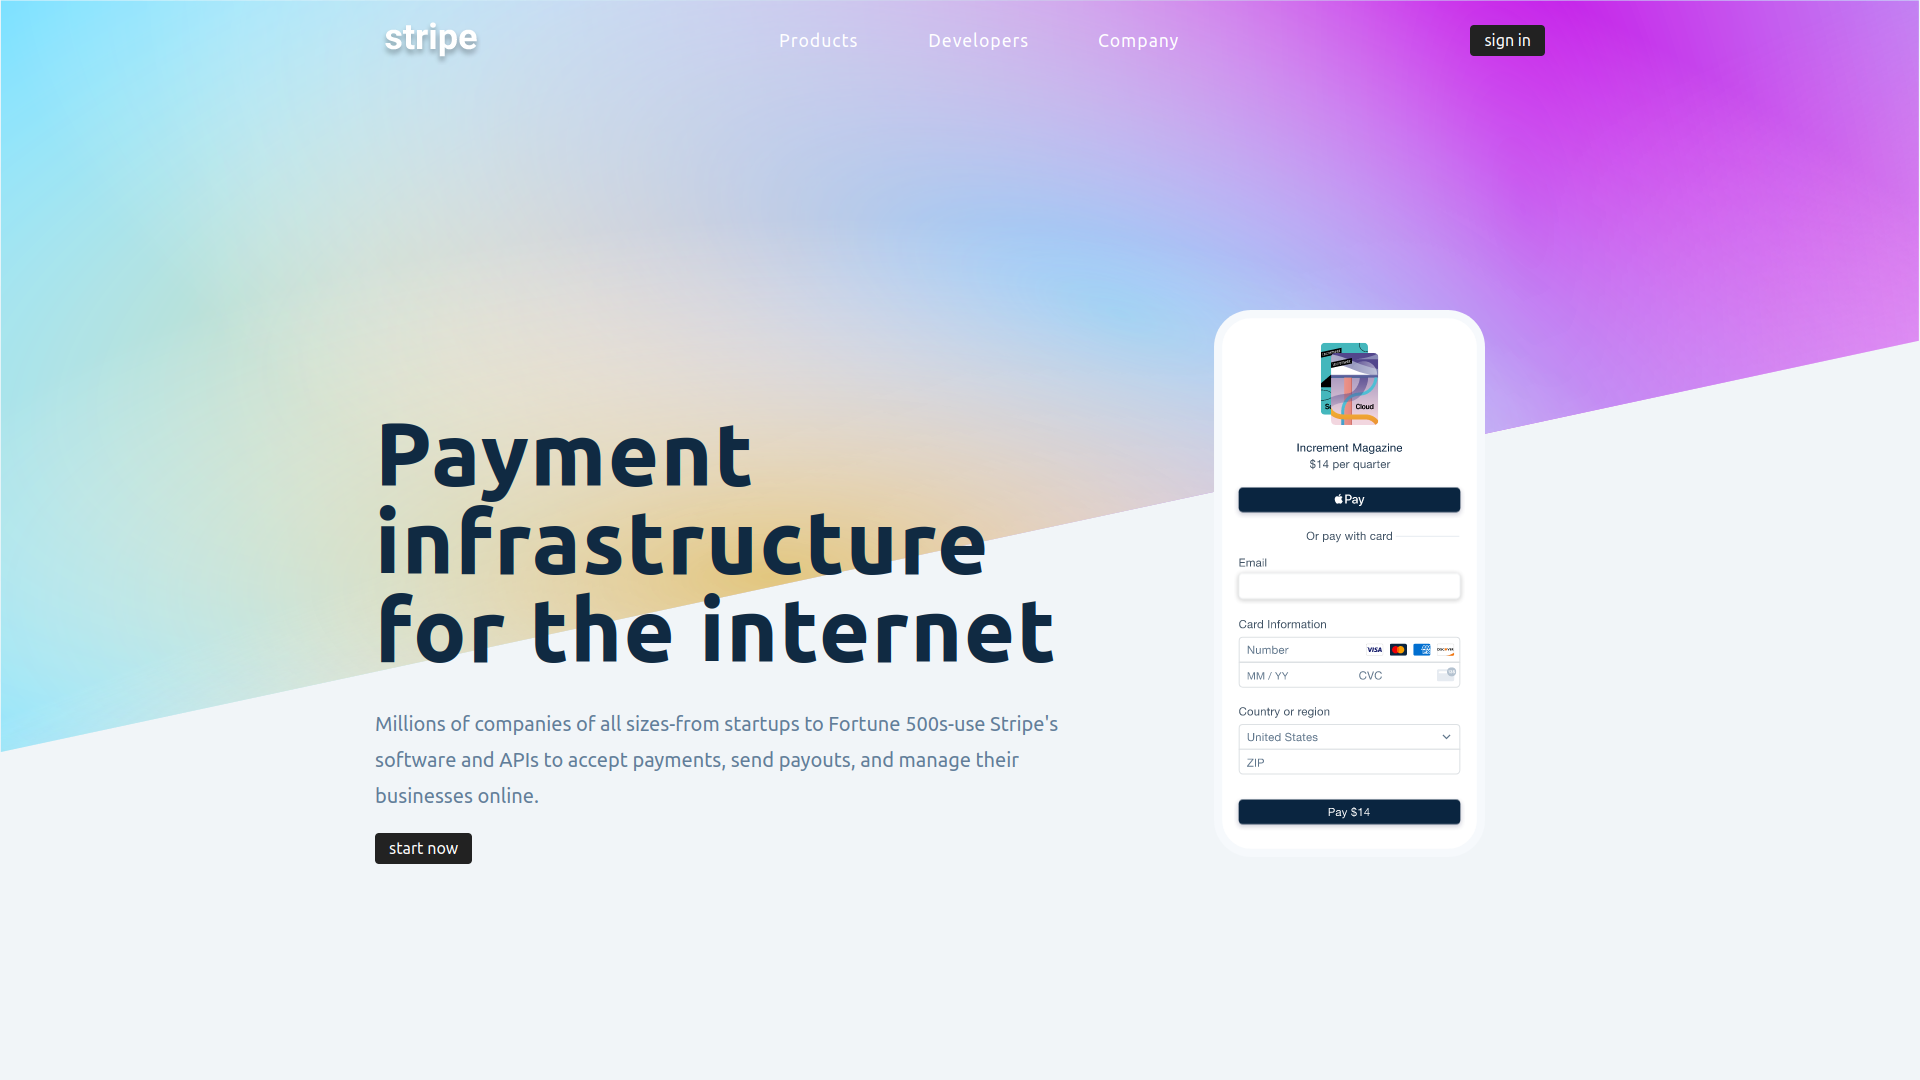 stripe
Products
Developers
Company
sign in
Payment
infrastructure
for the internet
Millions of companies of all sizes-from startups to Fortune 500s-use Stripe's
software and APIs to accept payments, send payouts, and manage their
businesses online.
start now
Cloud
Increment Magazine
$14 per quarter
Pay
Or pay with card
Email
Card Information
Number
VISA
DISCOVER
MM / YY
CVC
Country or region
United States
ZIP
Pay $14